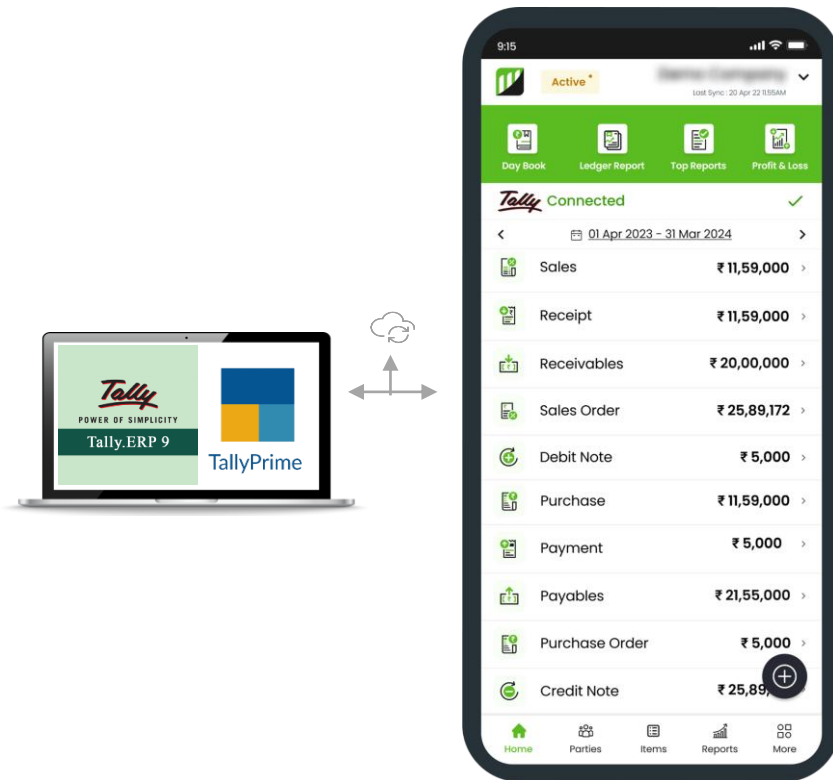 Tally
POWER OF SIMPLICITY
Tally.ERP 9
TallyPrime
9:15
Active
Last Sync : 20 Apr 22 11:55AM
Day Book
Ledger Report
Top Reports
Profit & Loss
Tally Connected
01 Apr 2023 - 31 Mar 2024
Sales ₹ 11,59,000
Receipt ₹ 11,59,000
Receivables ₹ 20,00,000
Sales Order ₹ 25,89,172
Debit Note ₹ 5,000
Purchase ₹ 11,59,000
Payment ₹ 5,000
Payables ₹ 21,55,000
Purchase Order ₹ 5,000
Credit Note ₹ 25,89,
Home
Parties
Items
Reports
More